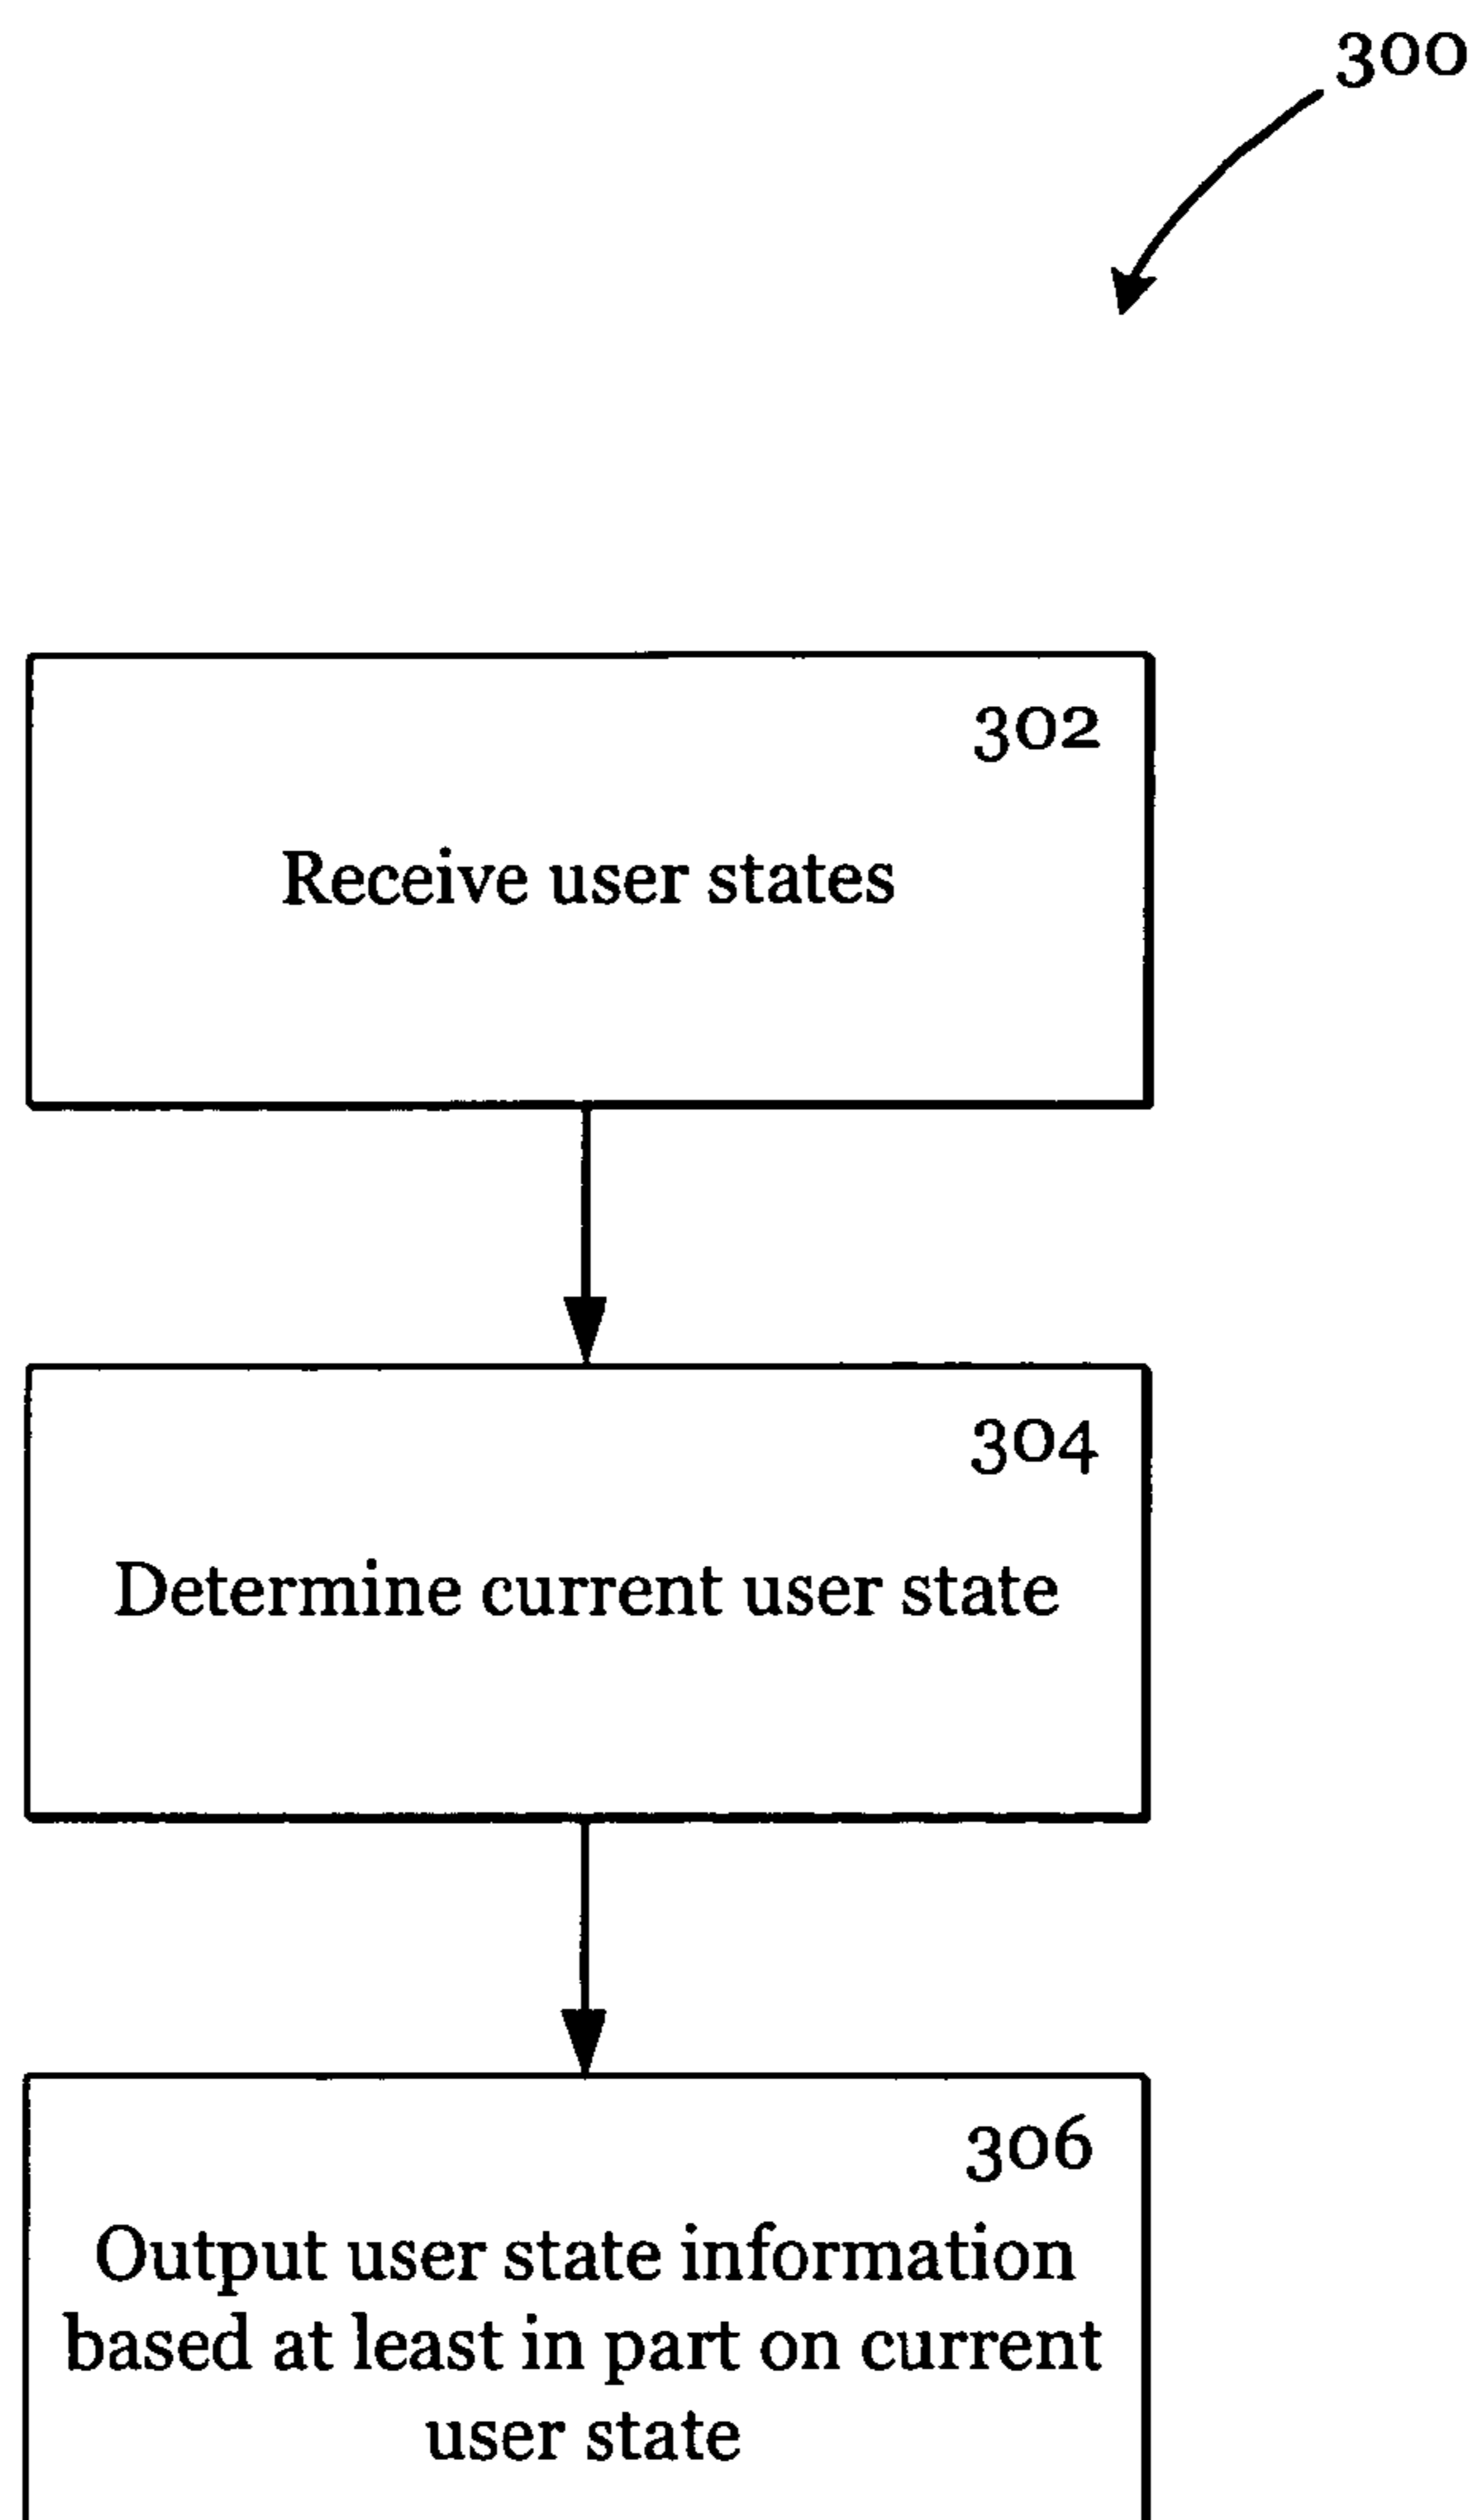 300
302
Receive user states
304
Determine current user state
306
Output user state information
based at least in part on current
user state